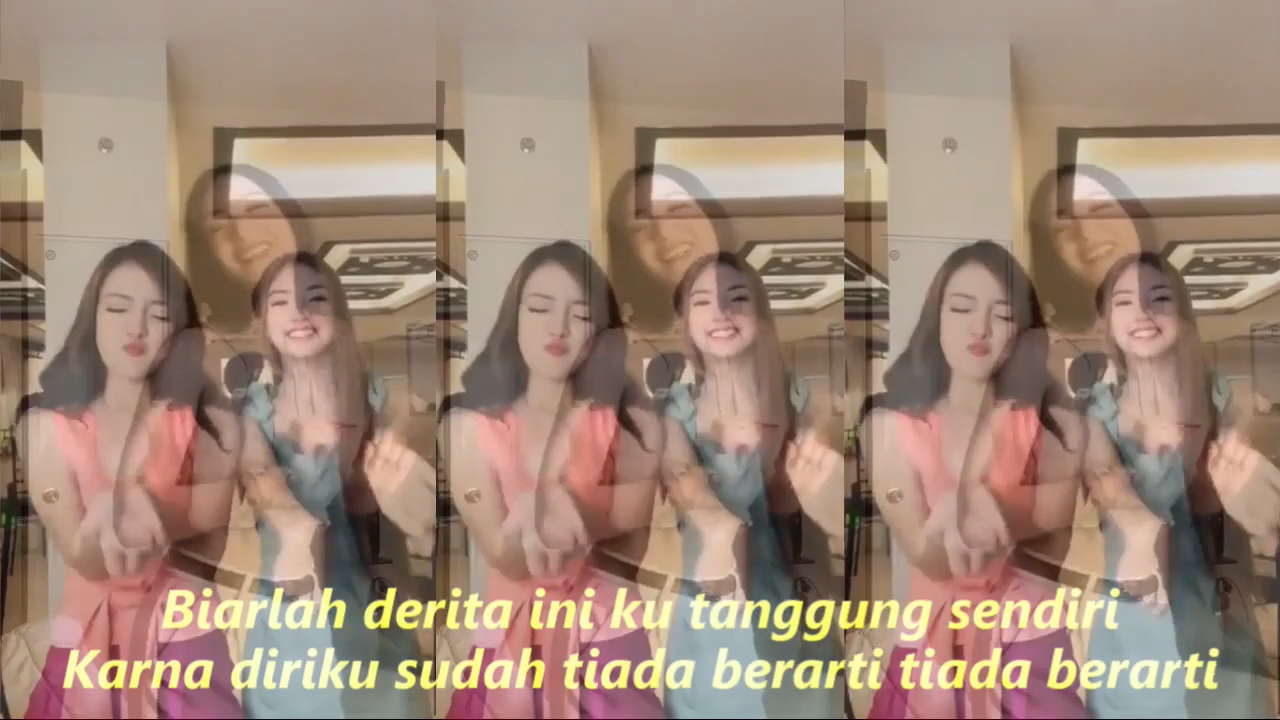 Biarlah derita ini ku tanggung sendiri
Karna diriku sudah tiada berarti tiada berarti